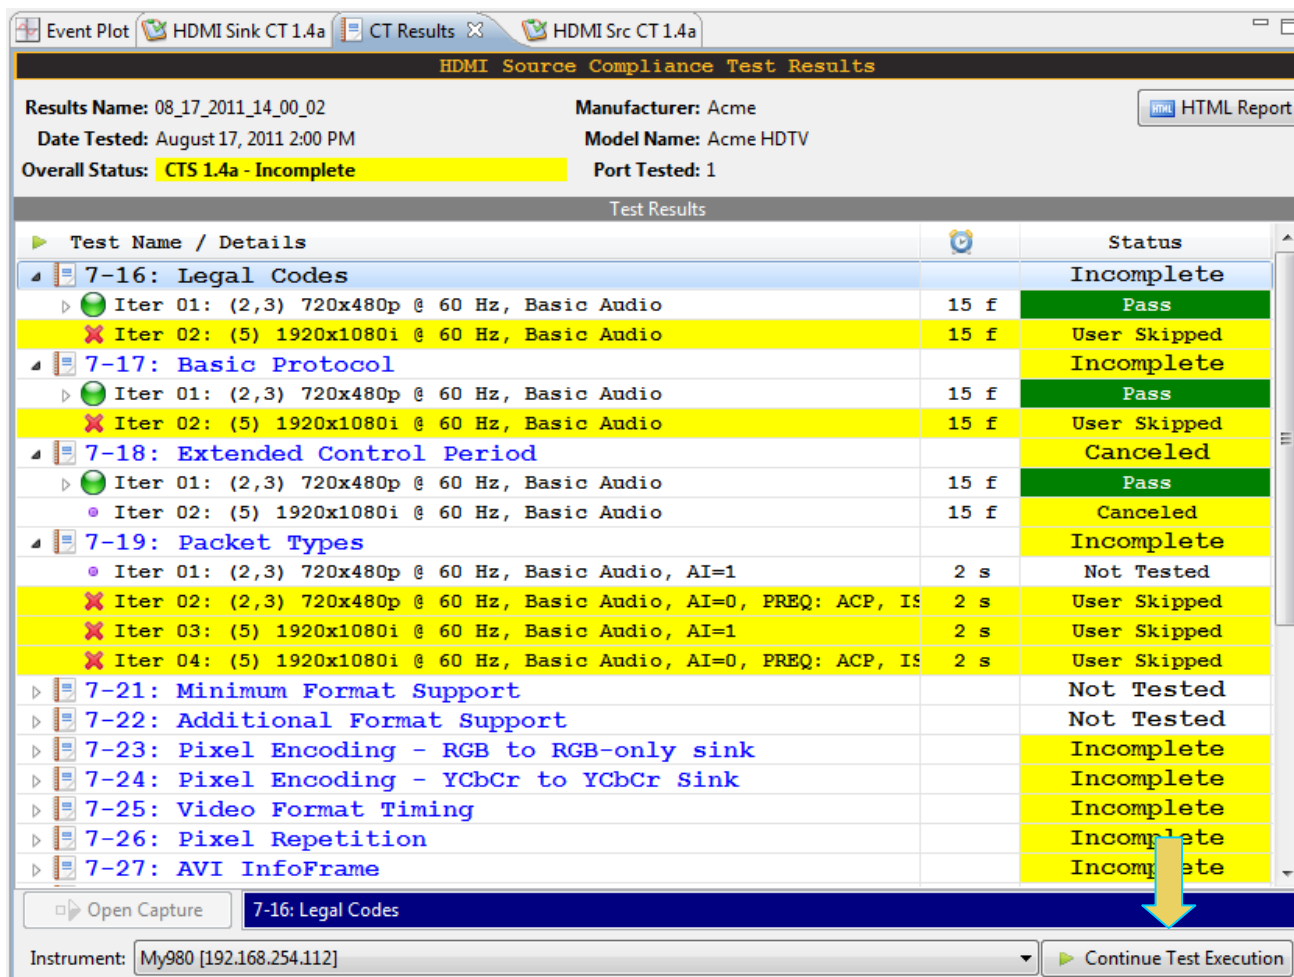 Event Plot HDMI Sink CT 1.4a CT Results HDMI Src CT 1.4a
HDMI Source Compliance Test Results
Results Name: 08_17_2011_14_00_02 Manufacturer: Acme HTML Report
Date Tested: August 17, 2011 2:00 PM Model Name: Acme HDTV
Overall Status: CTS 1.4a - Incomplete Port Tested: 1
Test Results
Test Name / Details Status
7-16: Legal Codes Incomplete
Iter 01: (2,3) 720x480p @ 60 Hz, Basic Audio 15 f Pass
Iter 02: (5) 1920x1080i @ 60 Hz, Basic Audio 15 f User Skipped
7-17: Basic Protocol Incomplete
Iter 01: (2,3) 720x480p @ 60 Hz, Basic Audio 15 f Pass
Iter 02: (5) 1920x1080i @ 60 Hz, Basic Audio 15 f User Skipped
7-18: Extended Control Period Canceled
Iter 01: (2,3) 720x480p @ 60 Hz, Basic Audio 15 f Pass
Iter 02: (5) 1920x1080i @ 60 Hz, Basic Audio 15 f Canceled
7-19: Packet Types Incomplete
Iter 01: (2,3) 720x480p @ 60 Hz, Basic Audio, AI=1 2 s Not Tested
Iter 02: (2,3) 720x480p @ 60 Hz, Basic Audio, AI=0, PREQ: ACP, IS 2 s User Skipped
Iter 03: (5) 1920x1080i @ 60 Hz, Basic Audio, AI=1 2 s User Skipped
Iter 04: (5) 1920x1080i @ 60 Hz, Basic Audio, AI=0, PREQ: ACP, IS 2 s User Skipped
7-21: Minimum Format Support Not Tested
7-22: Additional Format Support Not Tested
7-23: Pixel Encoding - RGB to RGB-only sink Incomplete
7-24: Pixel Encoding - YCbCr to YCbCr Sink Incomplete
7-25: Video Format Timing Incomplete
7-26: Pixel Repetition Incomplete
7-27: AVI InfoFrame Incomplete
Open Capture 7-16: Legal Codes
Instrument: My980 [192.168.254.112] Continue Test Execution